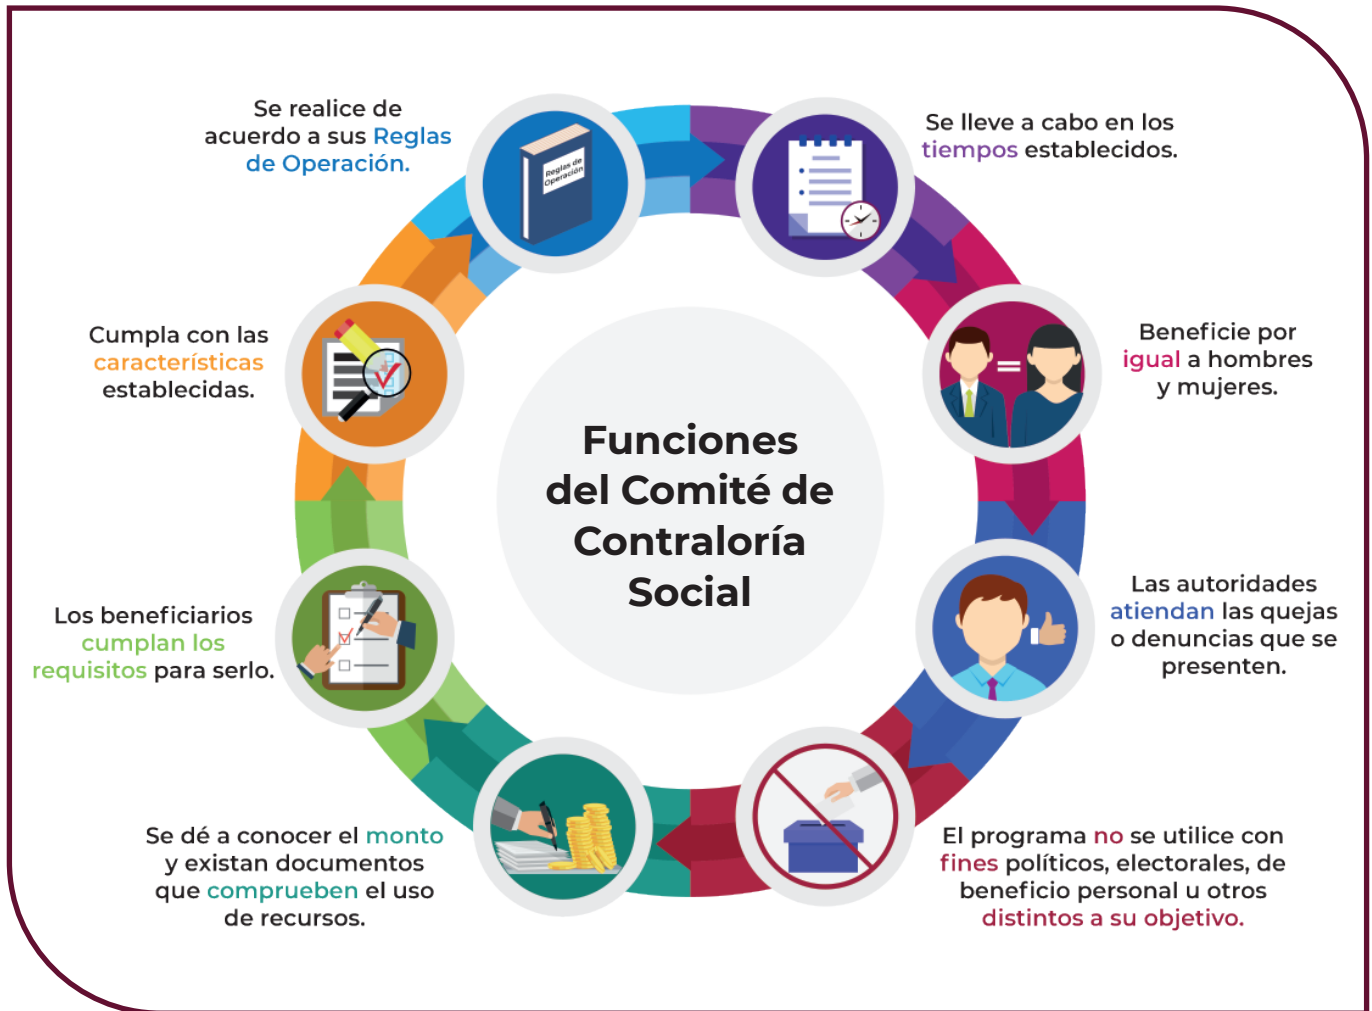 Se realice de
acuerdo a sus Reglas
de Operación.
Reglas de
Operación
Se lleve a cabo en los
tiempos establecidos.
Beneficie por
igual a hombres
y mujeres.
Las autoridades
atiendan las quejas
o denuncias que se
presenten.
El programa no se utilice con
fines políticos, electorales, de
beneficio personal u otros
distintos a su objetivo.
Se dé a conocer el monto
y existan documentos
que comprueben el uso
de recursos.
Los beneficiarios
cumplan los
requisitos para serlo.
Cumpla con las
características
establecidas.
Funciones
del Comité de
Contraloría
Social